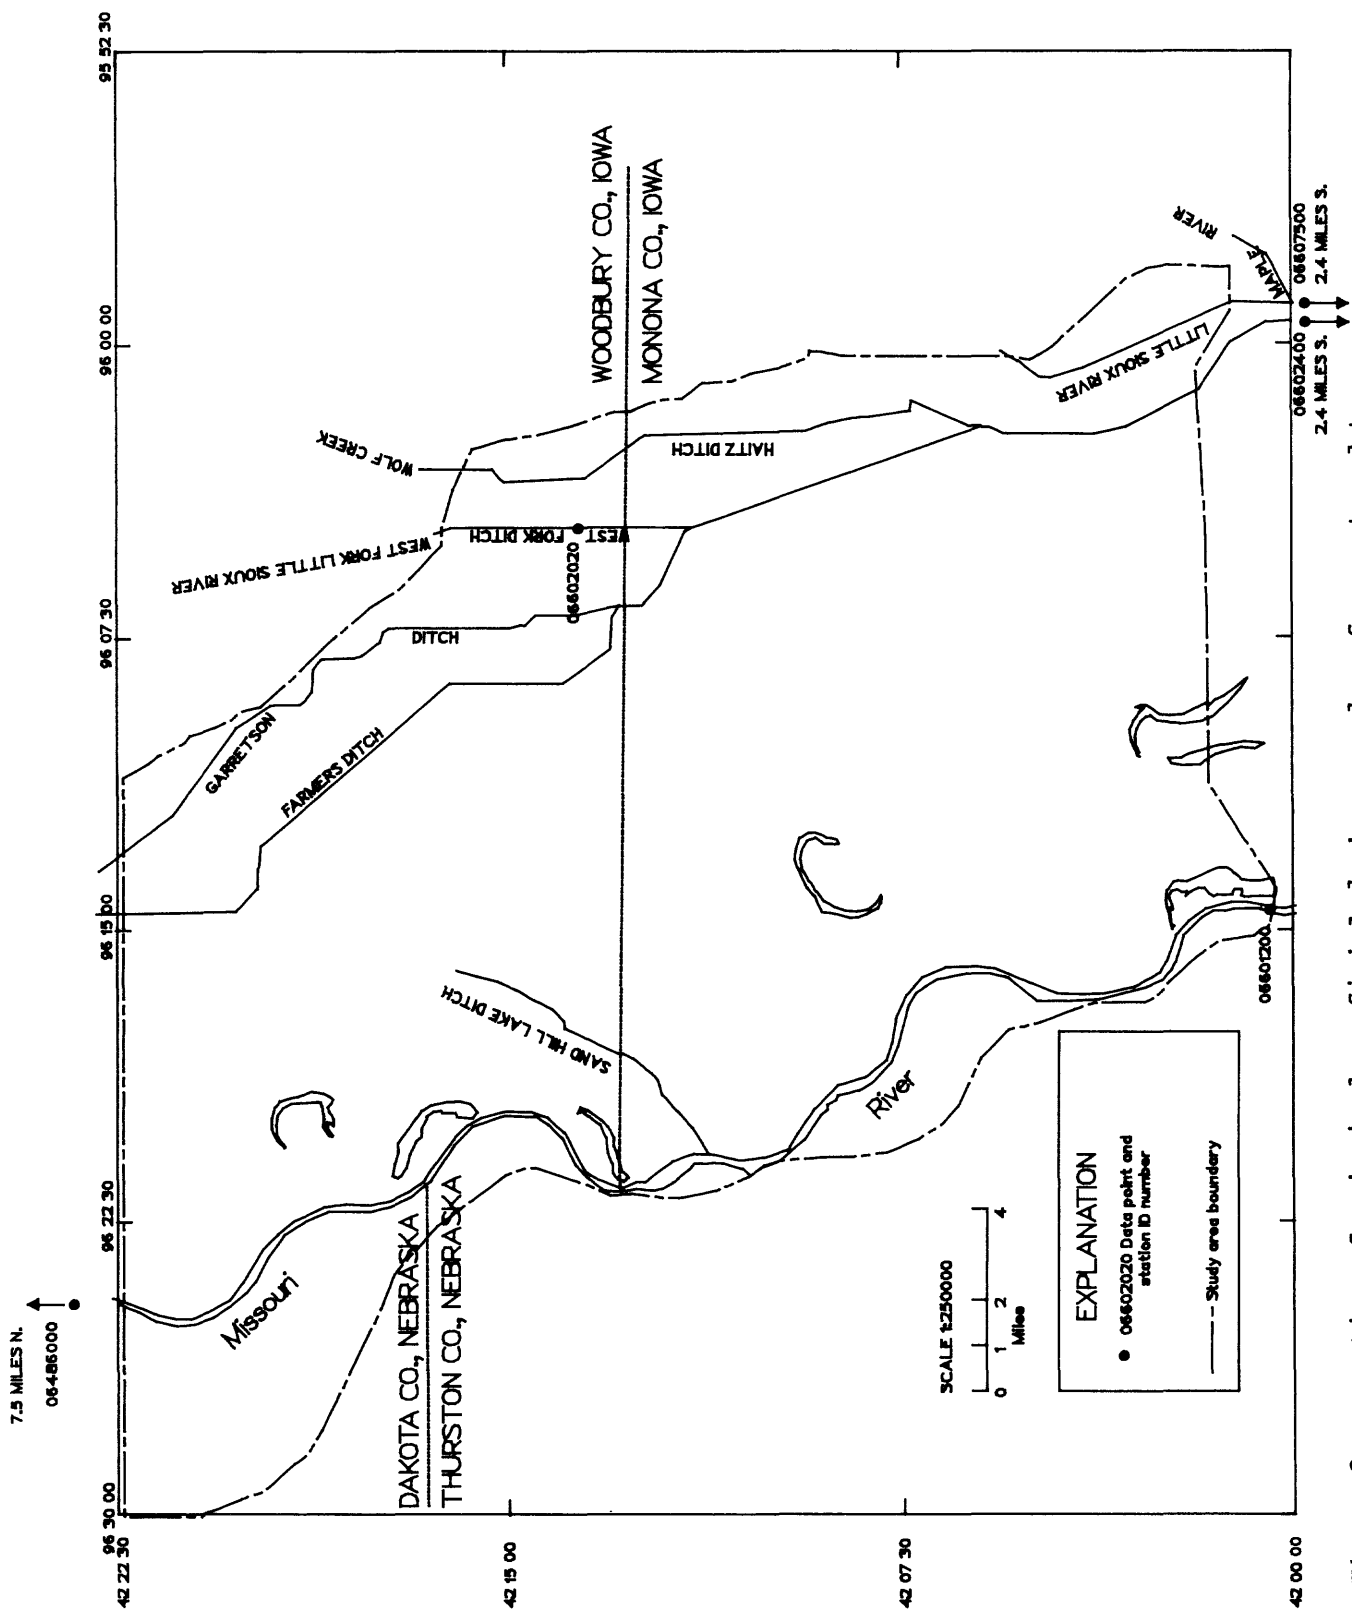 7.5 MILES N.
06486000
96 30 00
96 22 30
96 15 00
96 07 30
96 00 00
95 52 30
42 22 30
42 15 00
42 07 30
42 00 00
Missouri
River
DAKOTA CO., NEBRASKA
THURSTON CO., NEBRASKA
WOODBURY CO., IOWA
MONONA CO., IOWA
SAND HILL LAKE DITCH
FARMERS DITCH
GARRETSON
DITCH
WEST FORK LITTLE SIOUX RIVER
WEST FORK DITCH
06602020
WOLF CREEK
HAITZ DITCH
LITTLE SIOUX RIVER
MAPLE
RIVER
06602400
2.4 MILES S.
06607500
2.4 MILES S.
06601200
SCALE 1:250000
0 1 2 4
Miles
EXPLANATION
06602020 Data point and
station ID number
Study area boundary